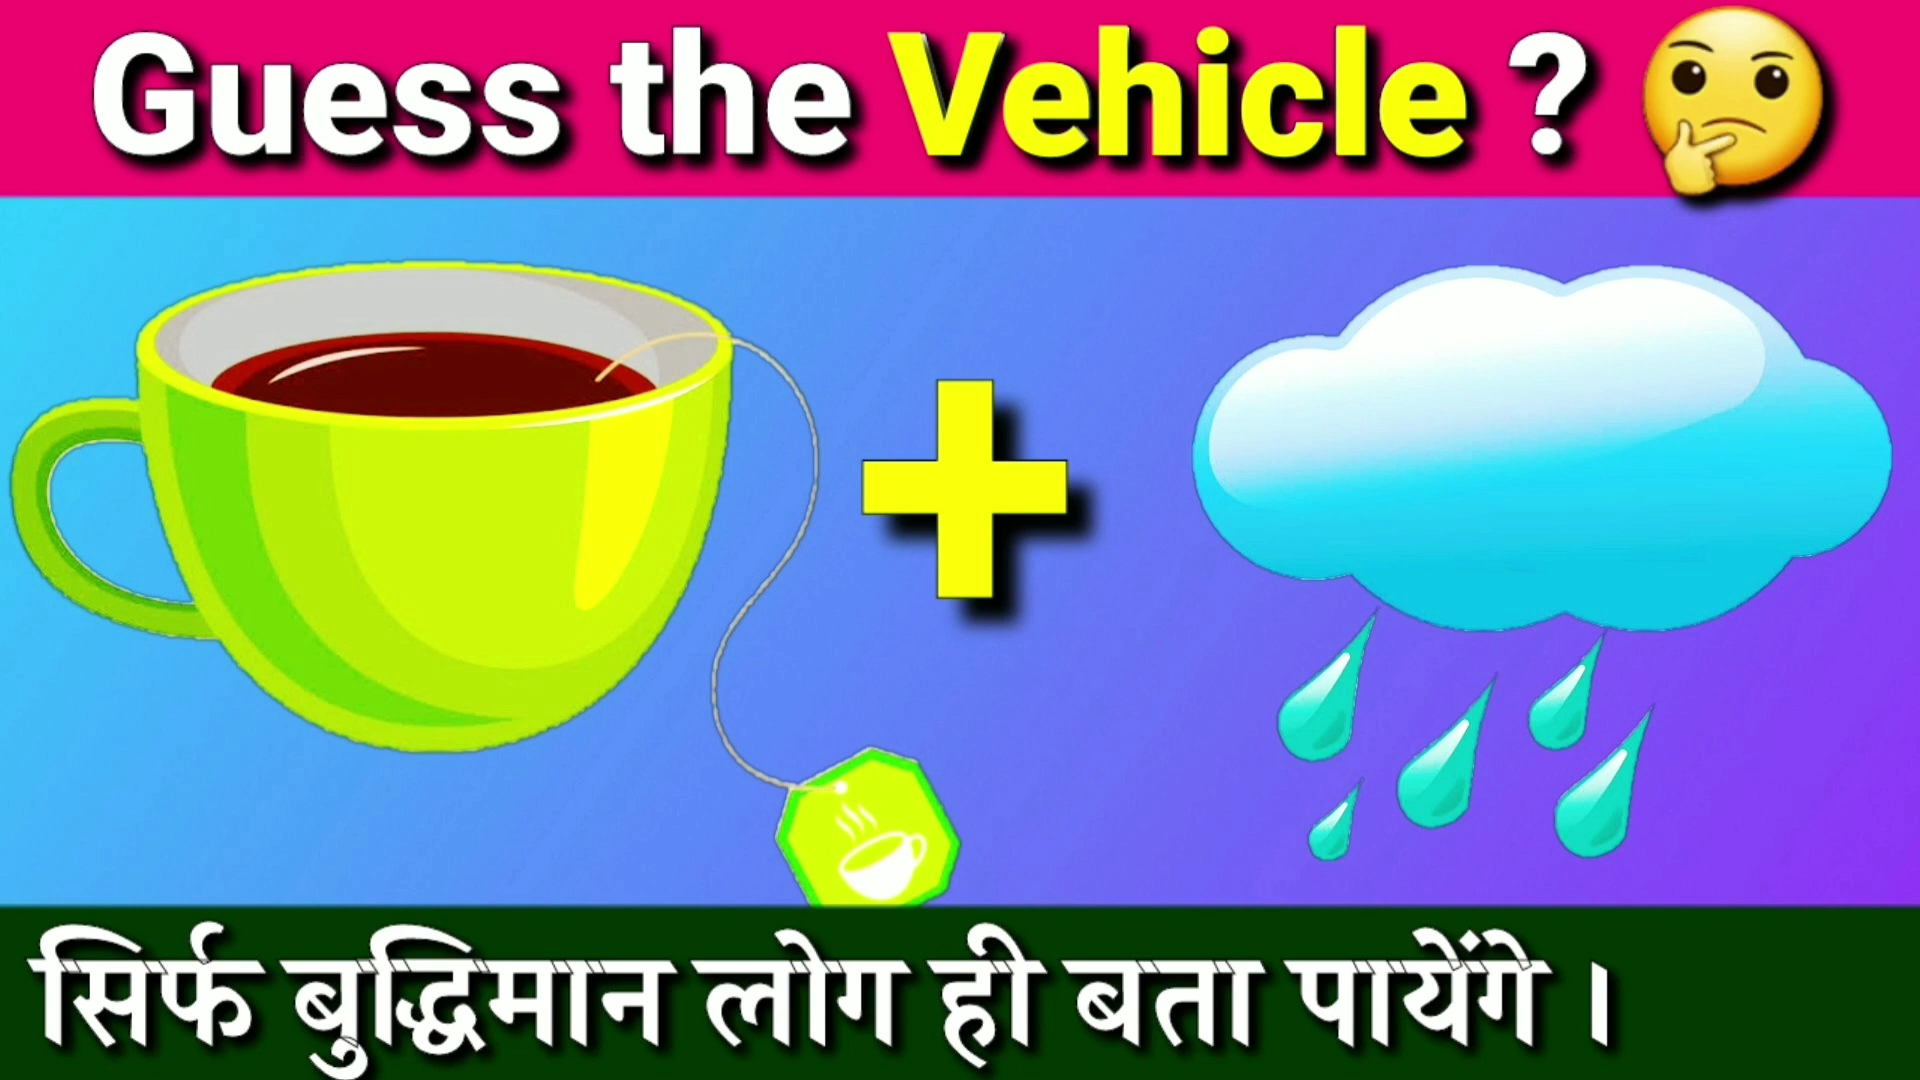 Guess the Vehicle ?
सिर्फ बुद्धिमान लोग ही बता पायेंगे ।